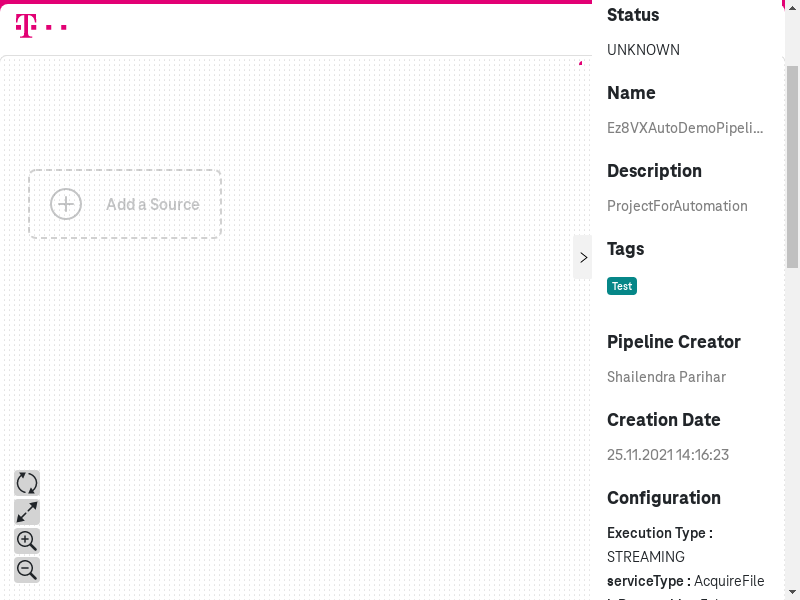 T
Add a Source
Status
UNKNOWN
Name
Ez8VXAutoDemoPipeli...
Description
ProjectForAutomation
Tags
Test
Pipeline Creator
Shailendra Parihar
Creation Date
25.11.2021 14:16:23
Configuration
Execution Type :
STREAMING
serviceType : AcquireFile